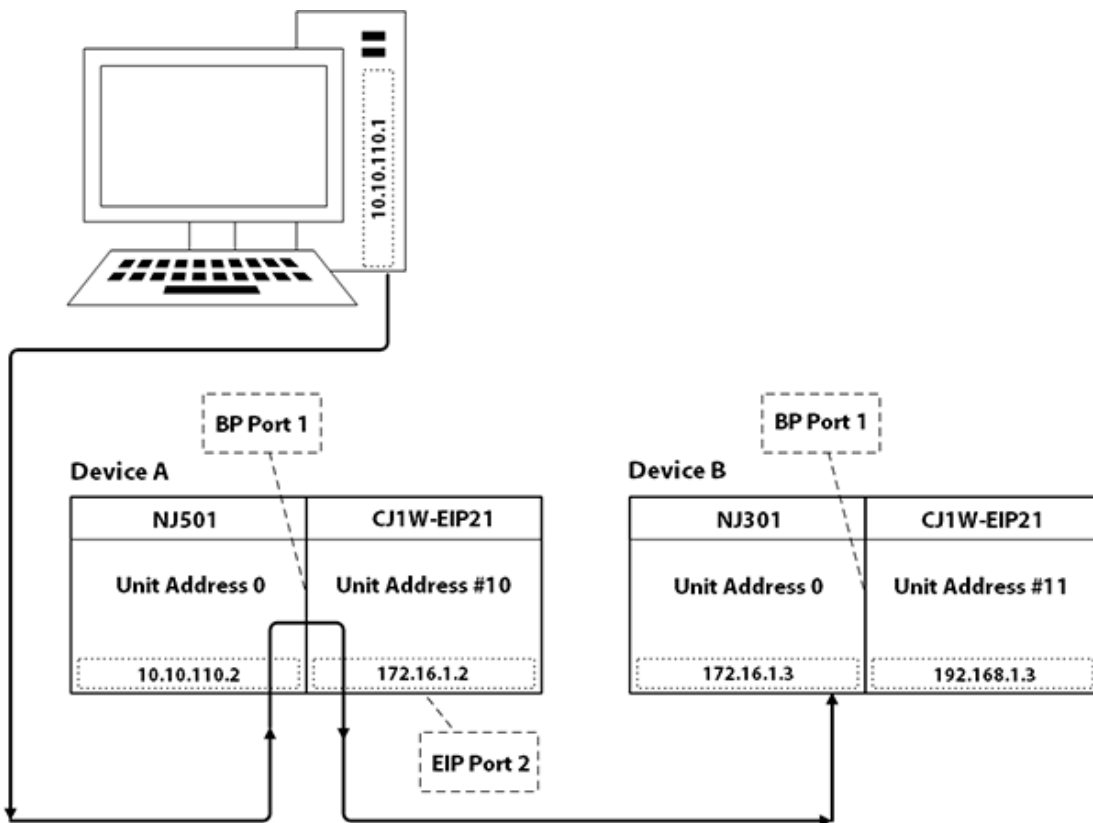 10.10.110.1
BP Port 1
BP Port 1
Device A
Device B
NJ501
CJ1W-EIP21
NJ301
CJ1W-EIP21
Unit Address 0
Unit Address #10
Unit Address 0
Unit Address #11
10.10.110.2
172.16.1.2
172.16.1.3
192.168.1.3
EIP Port 2